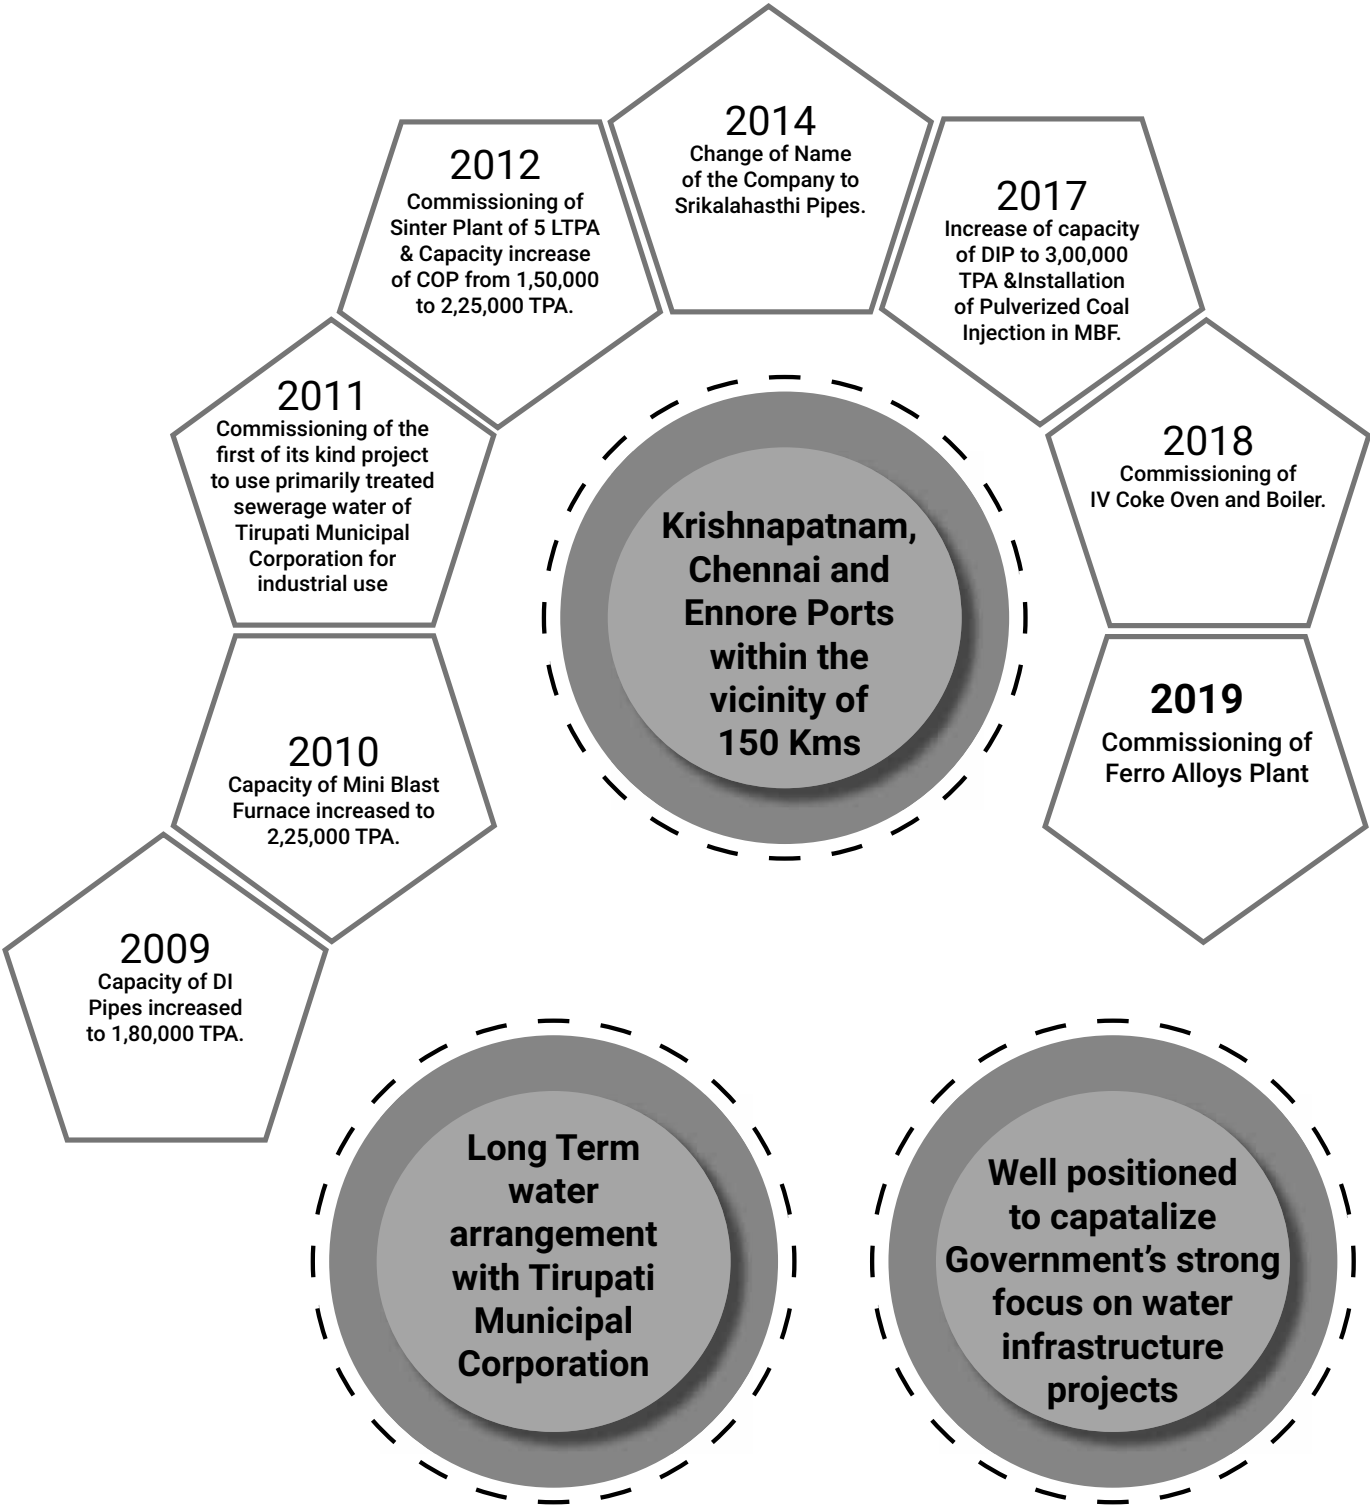 2014
Change of Name
of the Company to
Srikalahasthi Pipes.
2012
Commissioning of
Sinter Plant of 5 LTPA
& Capacity increase
of COP from 1,50,000
to 2,25,000 TPA.
2017
Increase of capacity
of DIP to 3,00,000
TPA &Installation
of Pulverized Coal
Injection in MBF.
2011
Commissioning of the
first of its kind project
to use primarily treated
sewerage water of
Tirupati Municipal
Corporation for
industrial use
2018
Commissioning of
IV Coke Oven and Boiler.
Krishnapatnam,
Chennai and
Ennore Ports
within the
vicinity of
150 Kms
2010
Capacity of Mini Blast
Furnace increased to
2,25,000 TPA.
2019
Commissioning of
Ferro Alloys Plant
2009
Capacity of DI
Pipes increased
to 1,80,000 TPA.
Long Term
water
arrangement
with Tirupati
Municipal
Corporation
Well positioned
to capatalize
Government’s strong
focus on water
infrastructure
projects